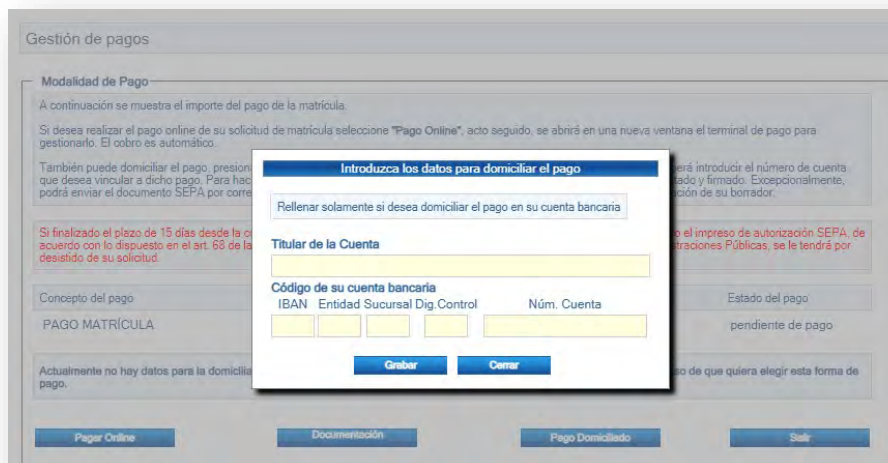 Gestión de pagos
Modalidad de Pago
A continuación se muestra el importe del pago de la matrícula.
Si desea realizar el pago online de su solicitud de matrícula seleccione "Pago Online", acto seguido, se abrirá en una nueva ventana el terminal de pago para
gestionarlo. El cobro es automático.
También puede domiciliar el pago, presion erá introducir el número de cuenta
que desea vincular a dicho pago. Para hac tado y firmado. Excepcionalmente,
podrá enviar el documento SEPA por corre ción de su borrador.
Introduzca los datos para domiciliar el pago
Rellenar solamente si desea domiciliar el pago en su cuenta bancaria
Si finalizado el plazo de 15 días desde la c o el impreso de autorización SEPA, de
acuerdo con lo dispuesto en el art. 68 de la straciones Públicas, se le tendrá por
desistido de su solicitud.
Titular de la Cuenta
Código de su cuenta bancaria
IBAN Entidad Sucursal Dig.Control Núm. Cuenta
Concepto del pago Estado del pago
PAGO MATRÍCULA pendiente de pago
Grabar Cerrar
Actualmente no hay datos para la domicilia so de que quiera elegir esta forma de
pago.
Pagar Online Documentación Pago Domiciliado Salir